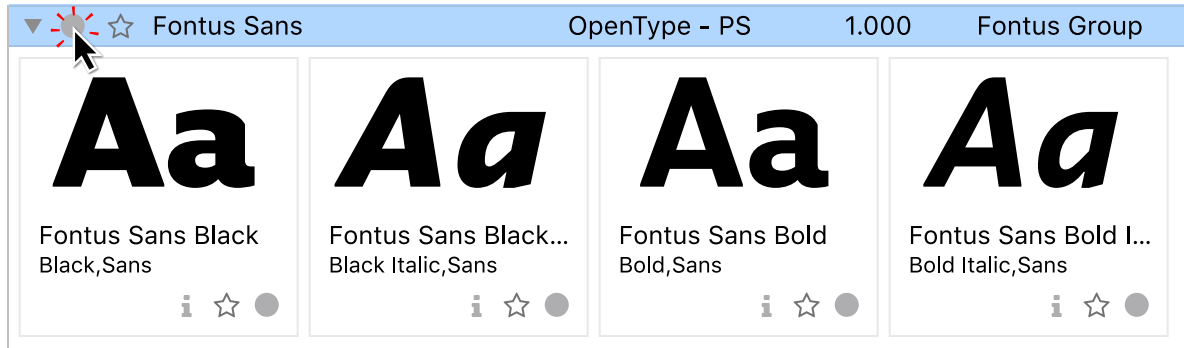 Fontus Sans OpenType - PS 1.000 Fontus Group
Aa Aa Aa Aa
Fontus Sans Black Fontus Sans Black... Fontus Sans Bold Fontus Sans Bold I...
Black,Sans Black Italic,Sans Bold,Sans Bold Italic,Sans
i i i i